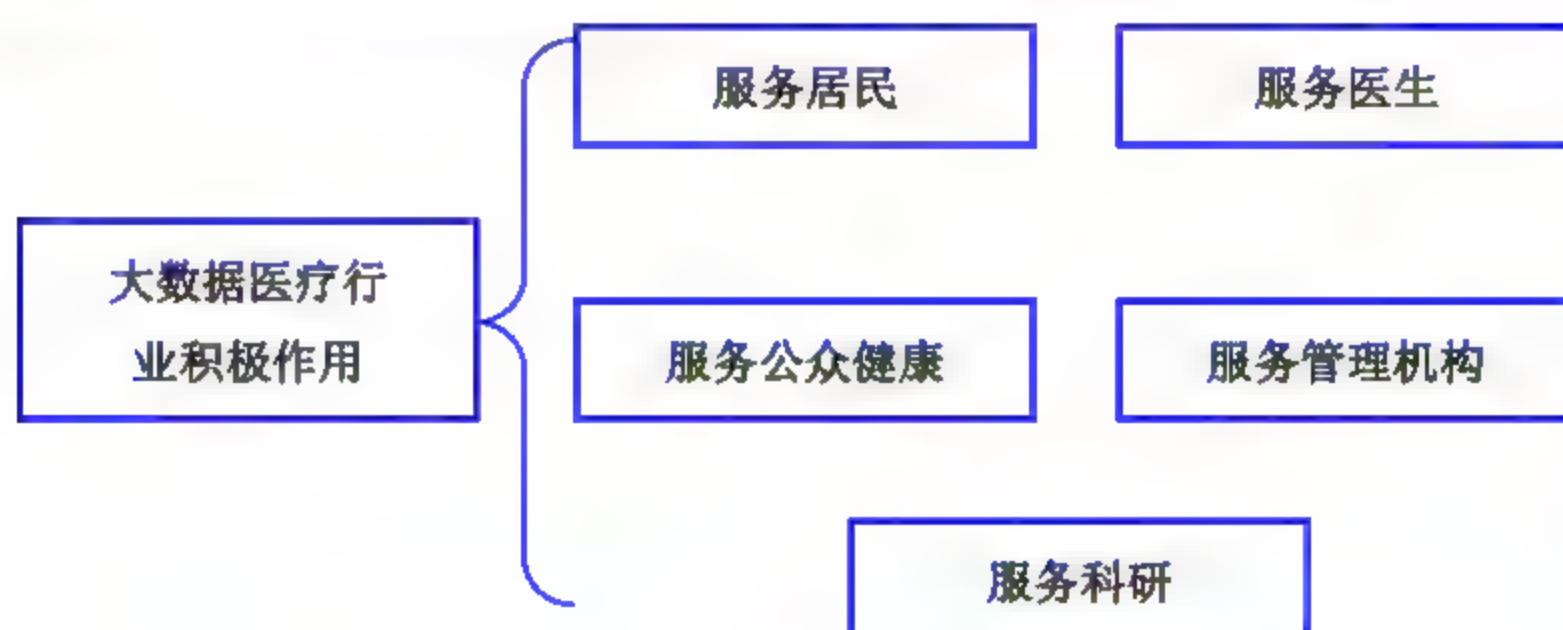 服务居民
服务医生
大数据医疗行
业积极作用
服务公众健康
服务管理机构
服务科研